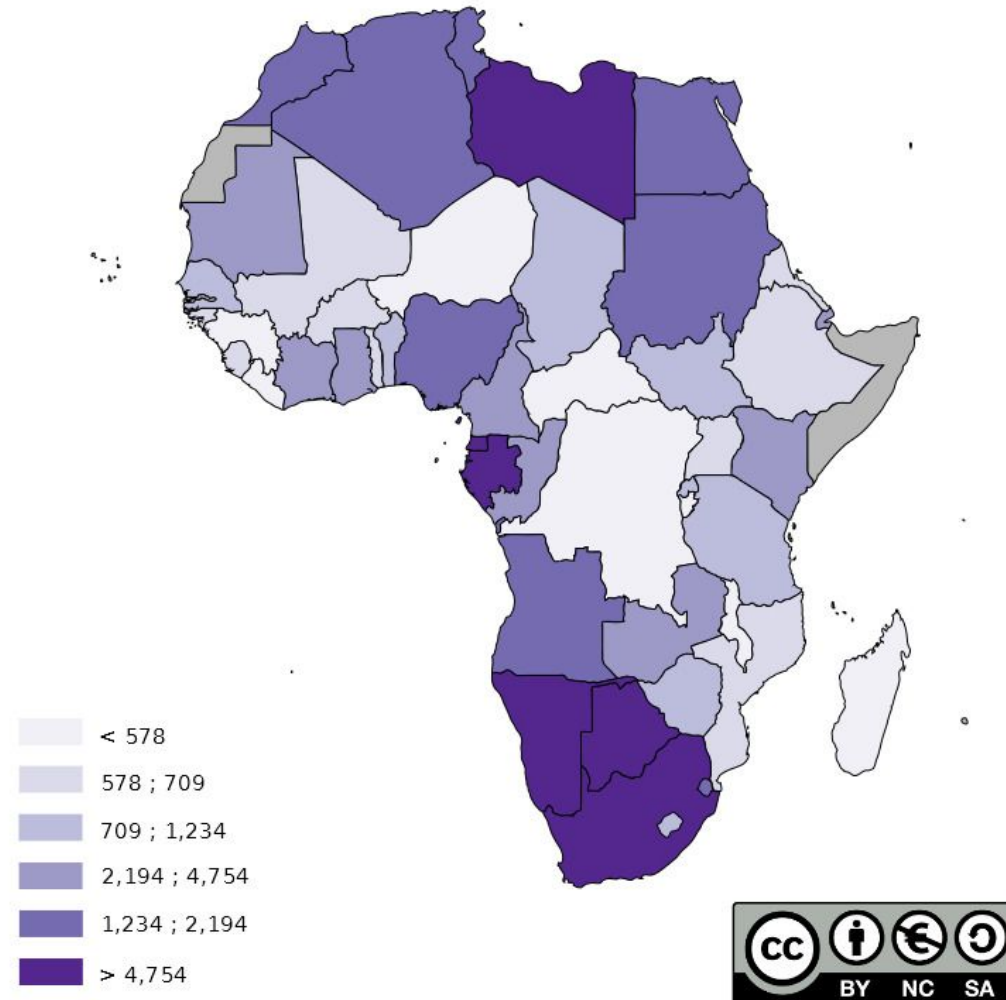 < 578
578 ; 709
709 ; 1,234
2,194 ; 4,754
1,234 ; 2,194
> 4,754
cc
BY NC SA